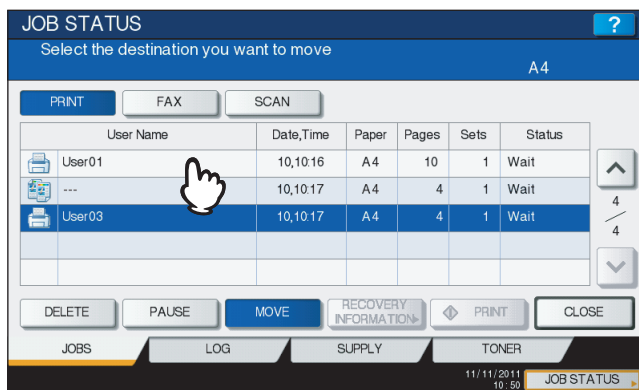 JOB STATUS ?
Select the destination you want to move
A4
PRINT FAX SCAN
User Name Date,Time Paper Pages Sets Status
User01 10,10:16 A4 10 1 Wait
--- 10,10:17 A4 4 1 Wait
User03 10,10:17 A4 4 1 Wait
4
4
DELETE PAUSE MOVE RECOVERY INFORMATION PRINT CLOSE
JOBS LOG SUPPLY TONER
11/11/2011
10:50 JOB STATUS